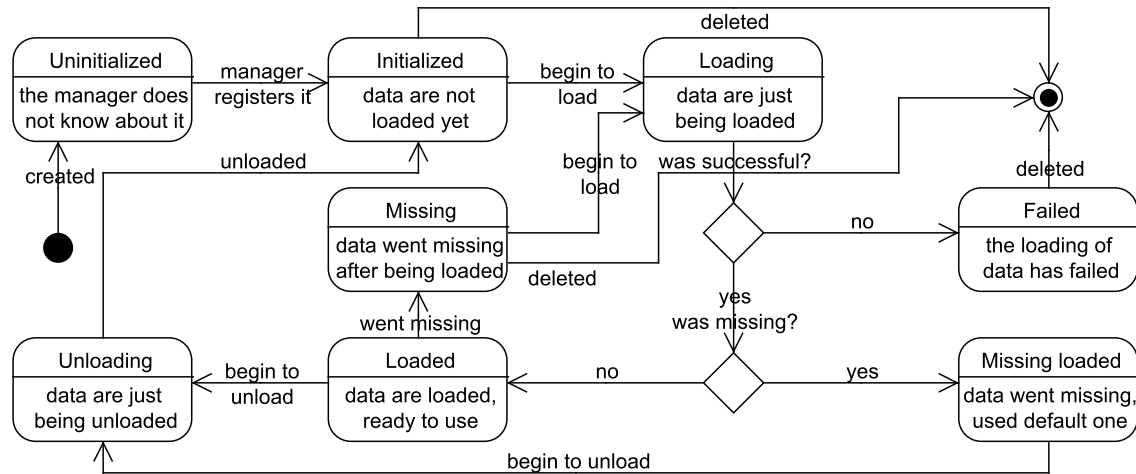 deleted
Uninitialized
the manager does
not know about it
manager
registers it
Initialized
data are not
loaded yet
begin to
load
Loading
data are just
being loaded
created
unloaded
begin to
load
was successful?
deleted
Missing
data went missing
after being loaded
deleted
no
Failed
the loading of
data has failed
yes
was missing?
went missing
Unloading
data are just
being unloaded
begin to
unload
Loaded
data are loaded,
ready to use
no
yes
Missing loaded
data went missing,
used default one
begin to unload